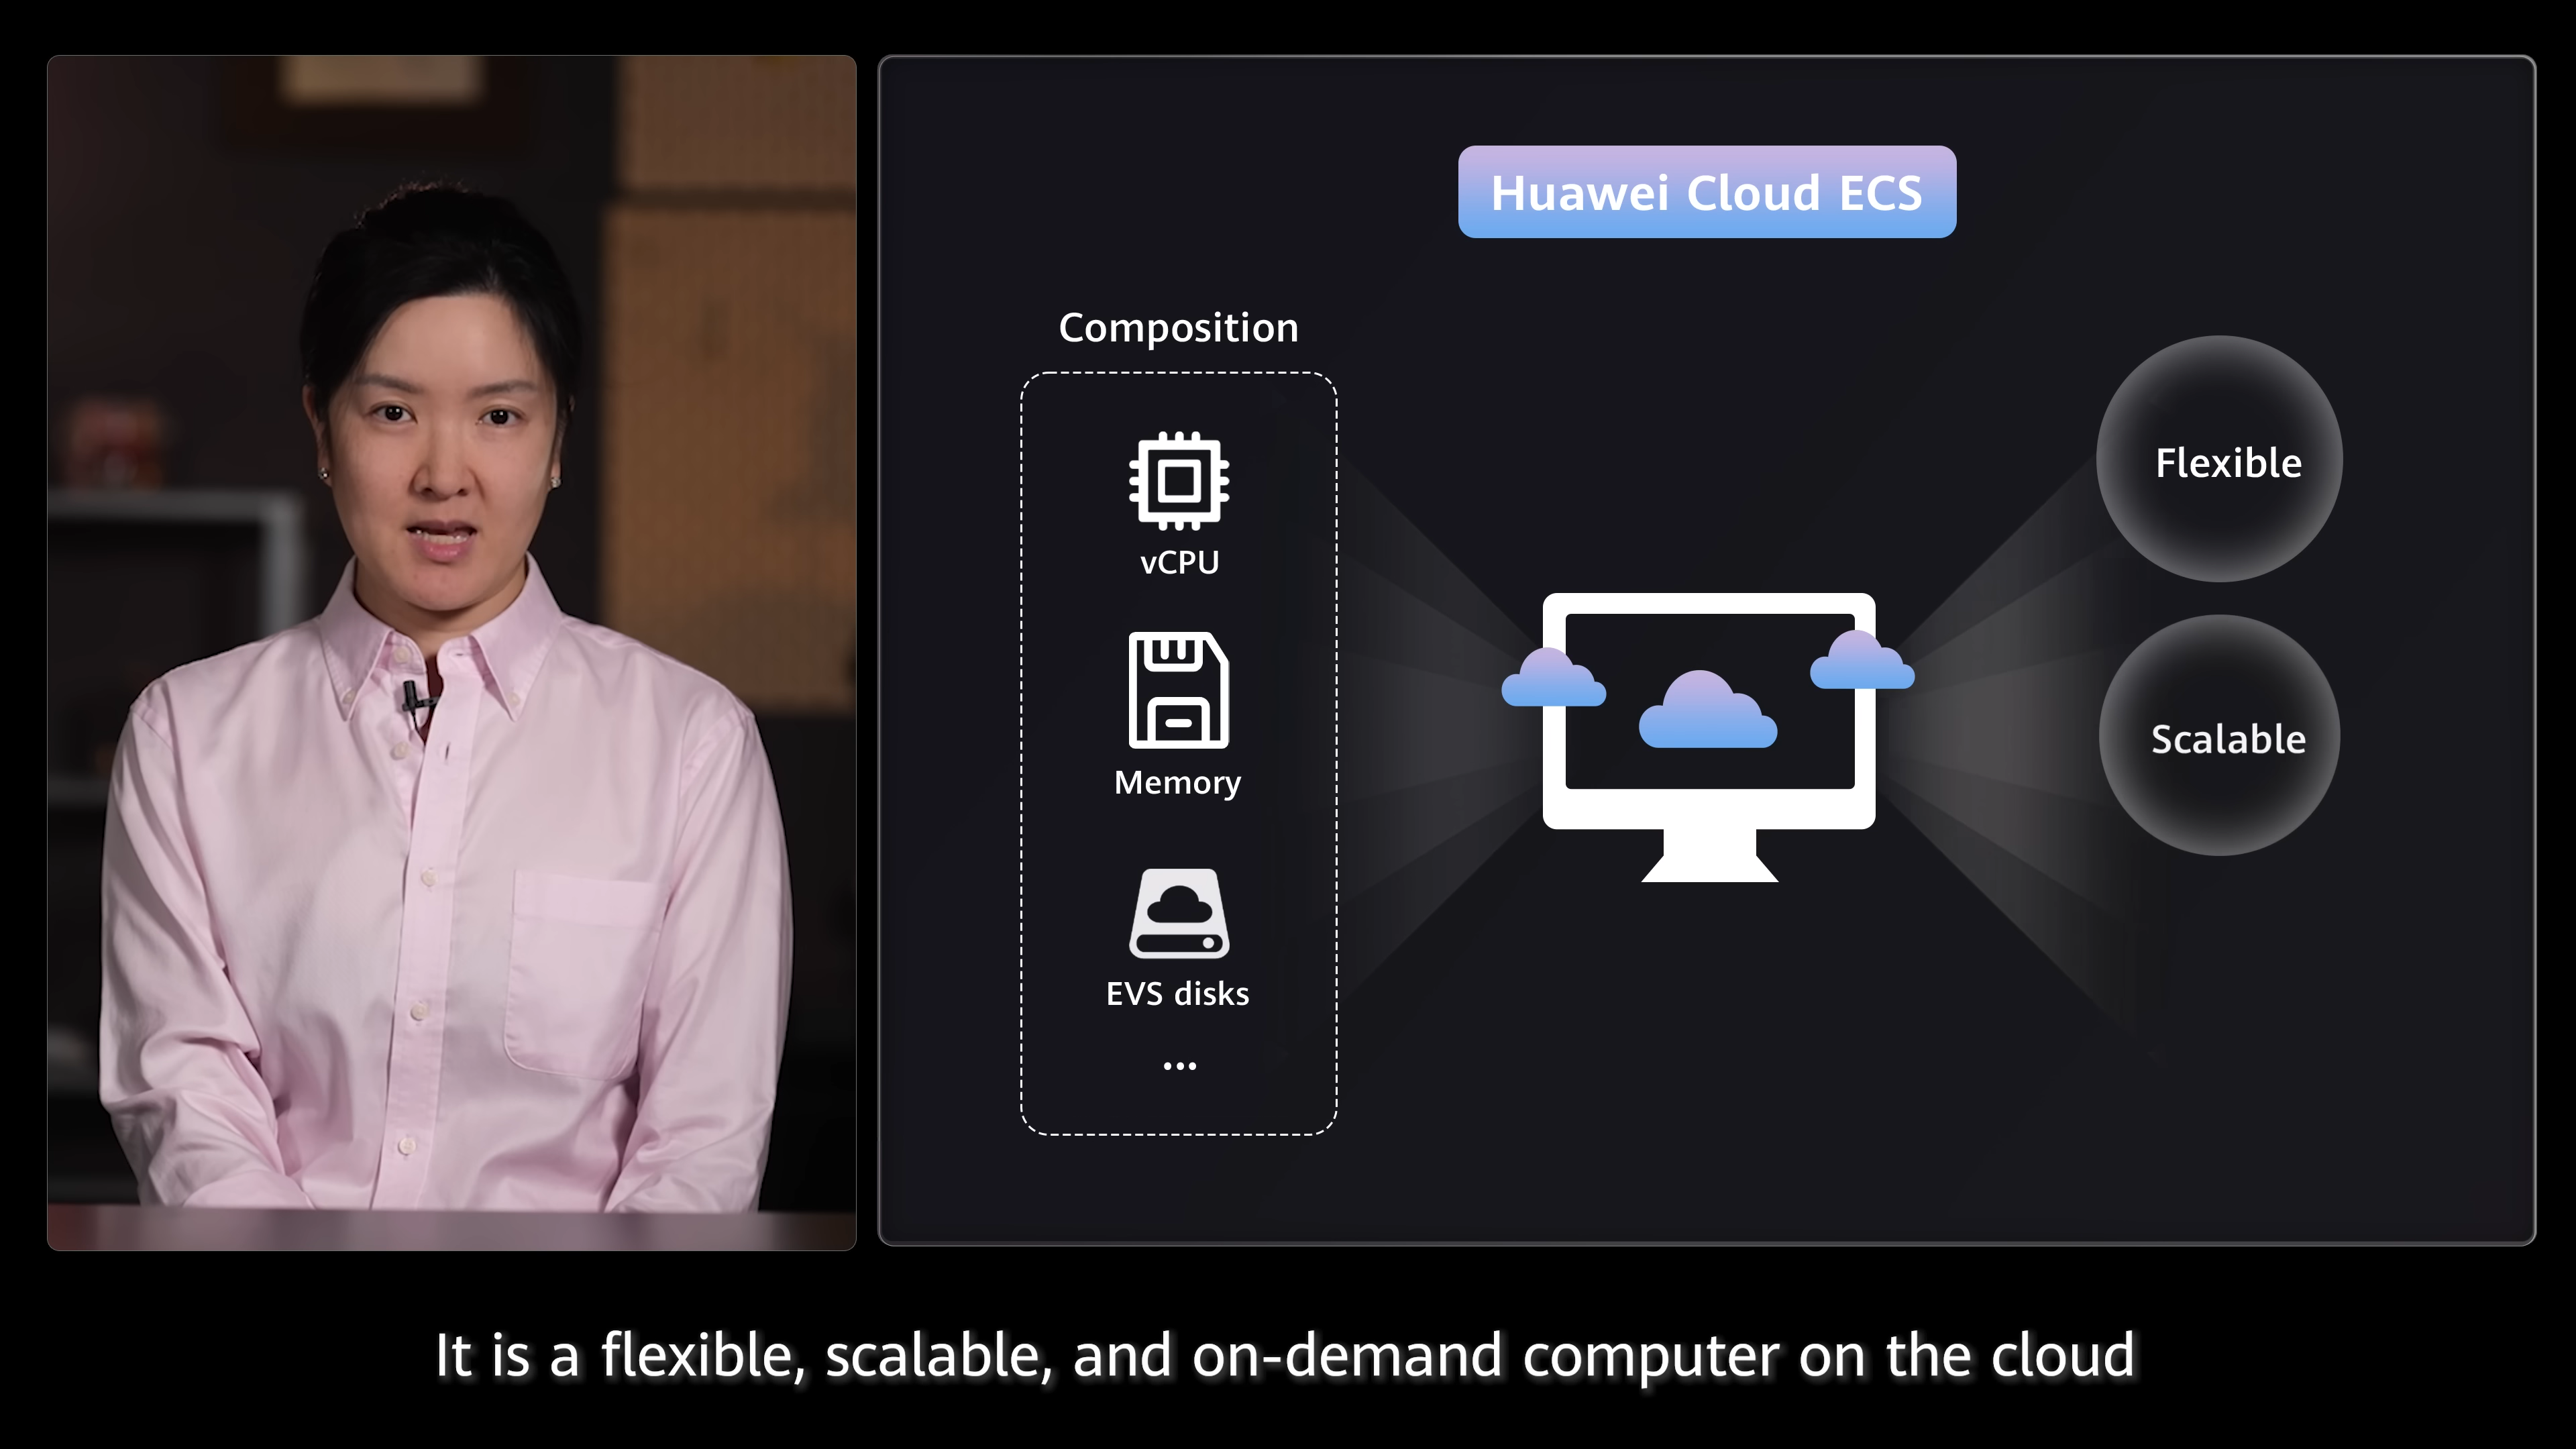 Huawei Cloud ECS
Composition
vCPU
Memory
EVS disks
...
Flexible
Scalable
It is a flexible, scalable, and on-demand computer on the cloud